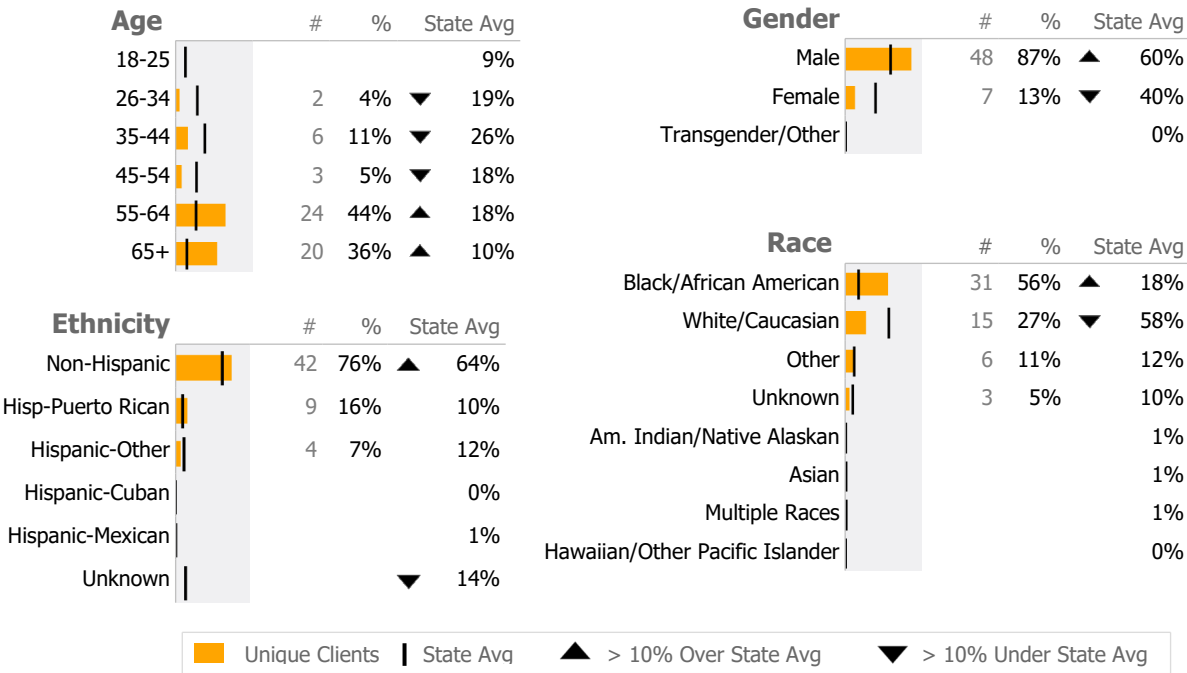 Age # % State Avg
18-25 9%
26-34 2 4% ▼ 19%
35-44 6 11% ▼ 26%
45-54 3 5% ▼ 18%
55-64 24 44% ▲ 18%
65+ 20 36% ▲ 10%
Ethnicity # % State Avg
Non-Hispanic 42 76% ▲ 64%
Hisp-Puerto Rican 9 16% 10%
Hispanic-Other 4 7% 12%
Hispanic-Cuban 0%
Hispanic-Mexican 1%
Unknown ▼ 14%
Gender # % State Avg
Male 48 87% ▲ 60%
Female 7 13% ▼ 40%
Transgender/Other 0%
Race # % State Avg
Black/African American 31 56% ▲ 18%
White/Caucasian 15 27% ▼ 58%
Other 6 11% 12%
Unknown 3 5% 10%
Am. Indian/Native Alaskan 1%
Asian 1%
Multiple Races 1%
Hawaiian/Other Pacific Islander 0%
Unique Clients State Avg ▲ > 10% Over State Avg ▼ > 10% Under State Avg